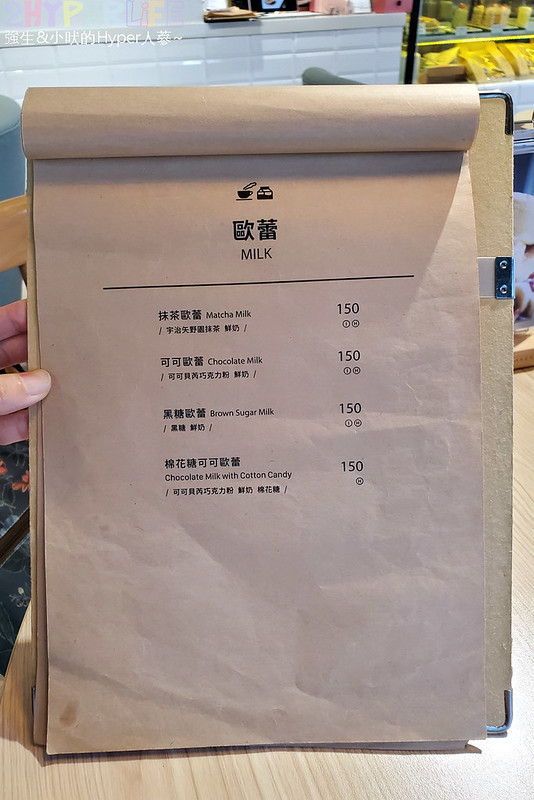 強生&小吠的Hyper人蔘~
歐蕾
MILK
抹茶歐蕾 Matcha Milk 150
/ 宇治矢野園抹茶 鮮奶 / I H
可可歐蕾 Chocolate Milk 150
/ 可可貝芮巧克力粉 鮮奶 / I H
黑糖歐蕾 Brown Sugar Milk 150
/ 黑糖 鮮奶 / I H
棉花糖可可歐蕾 150
Chocolate Milk with Cotton Candy H
/ 可可貝芮巧克力粉 鮮奶 棉花糖 /